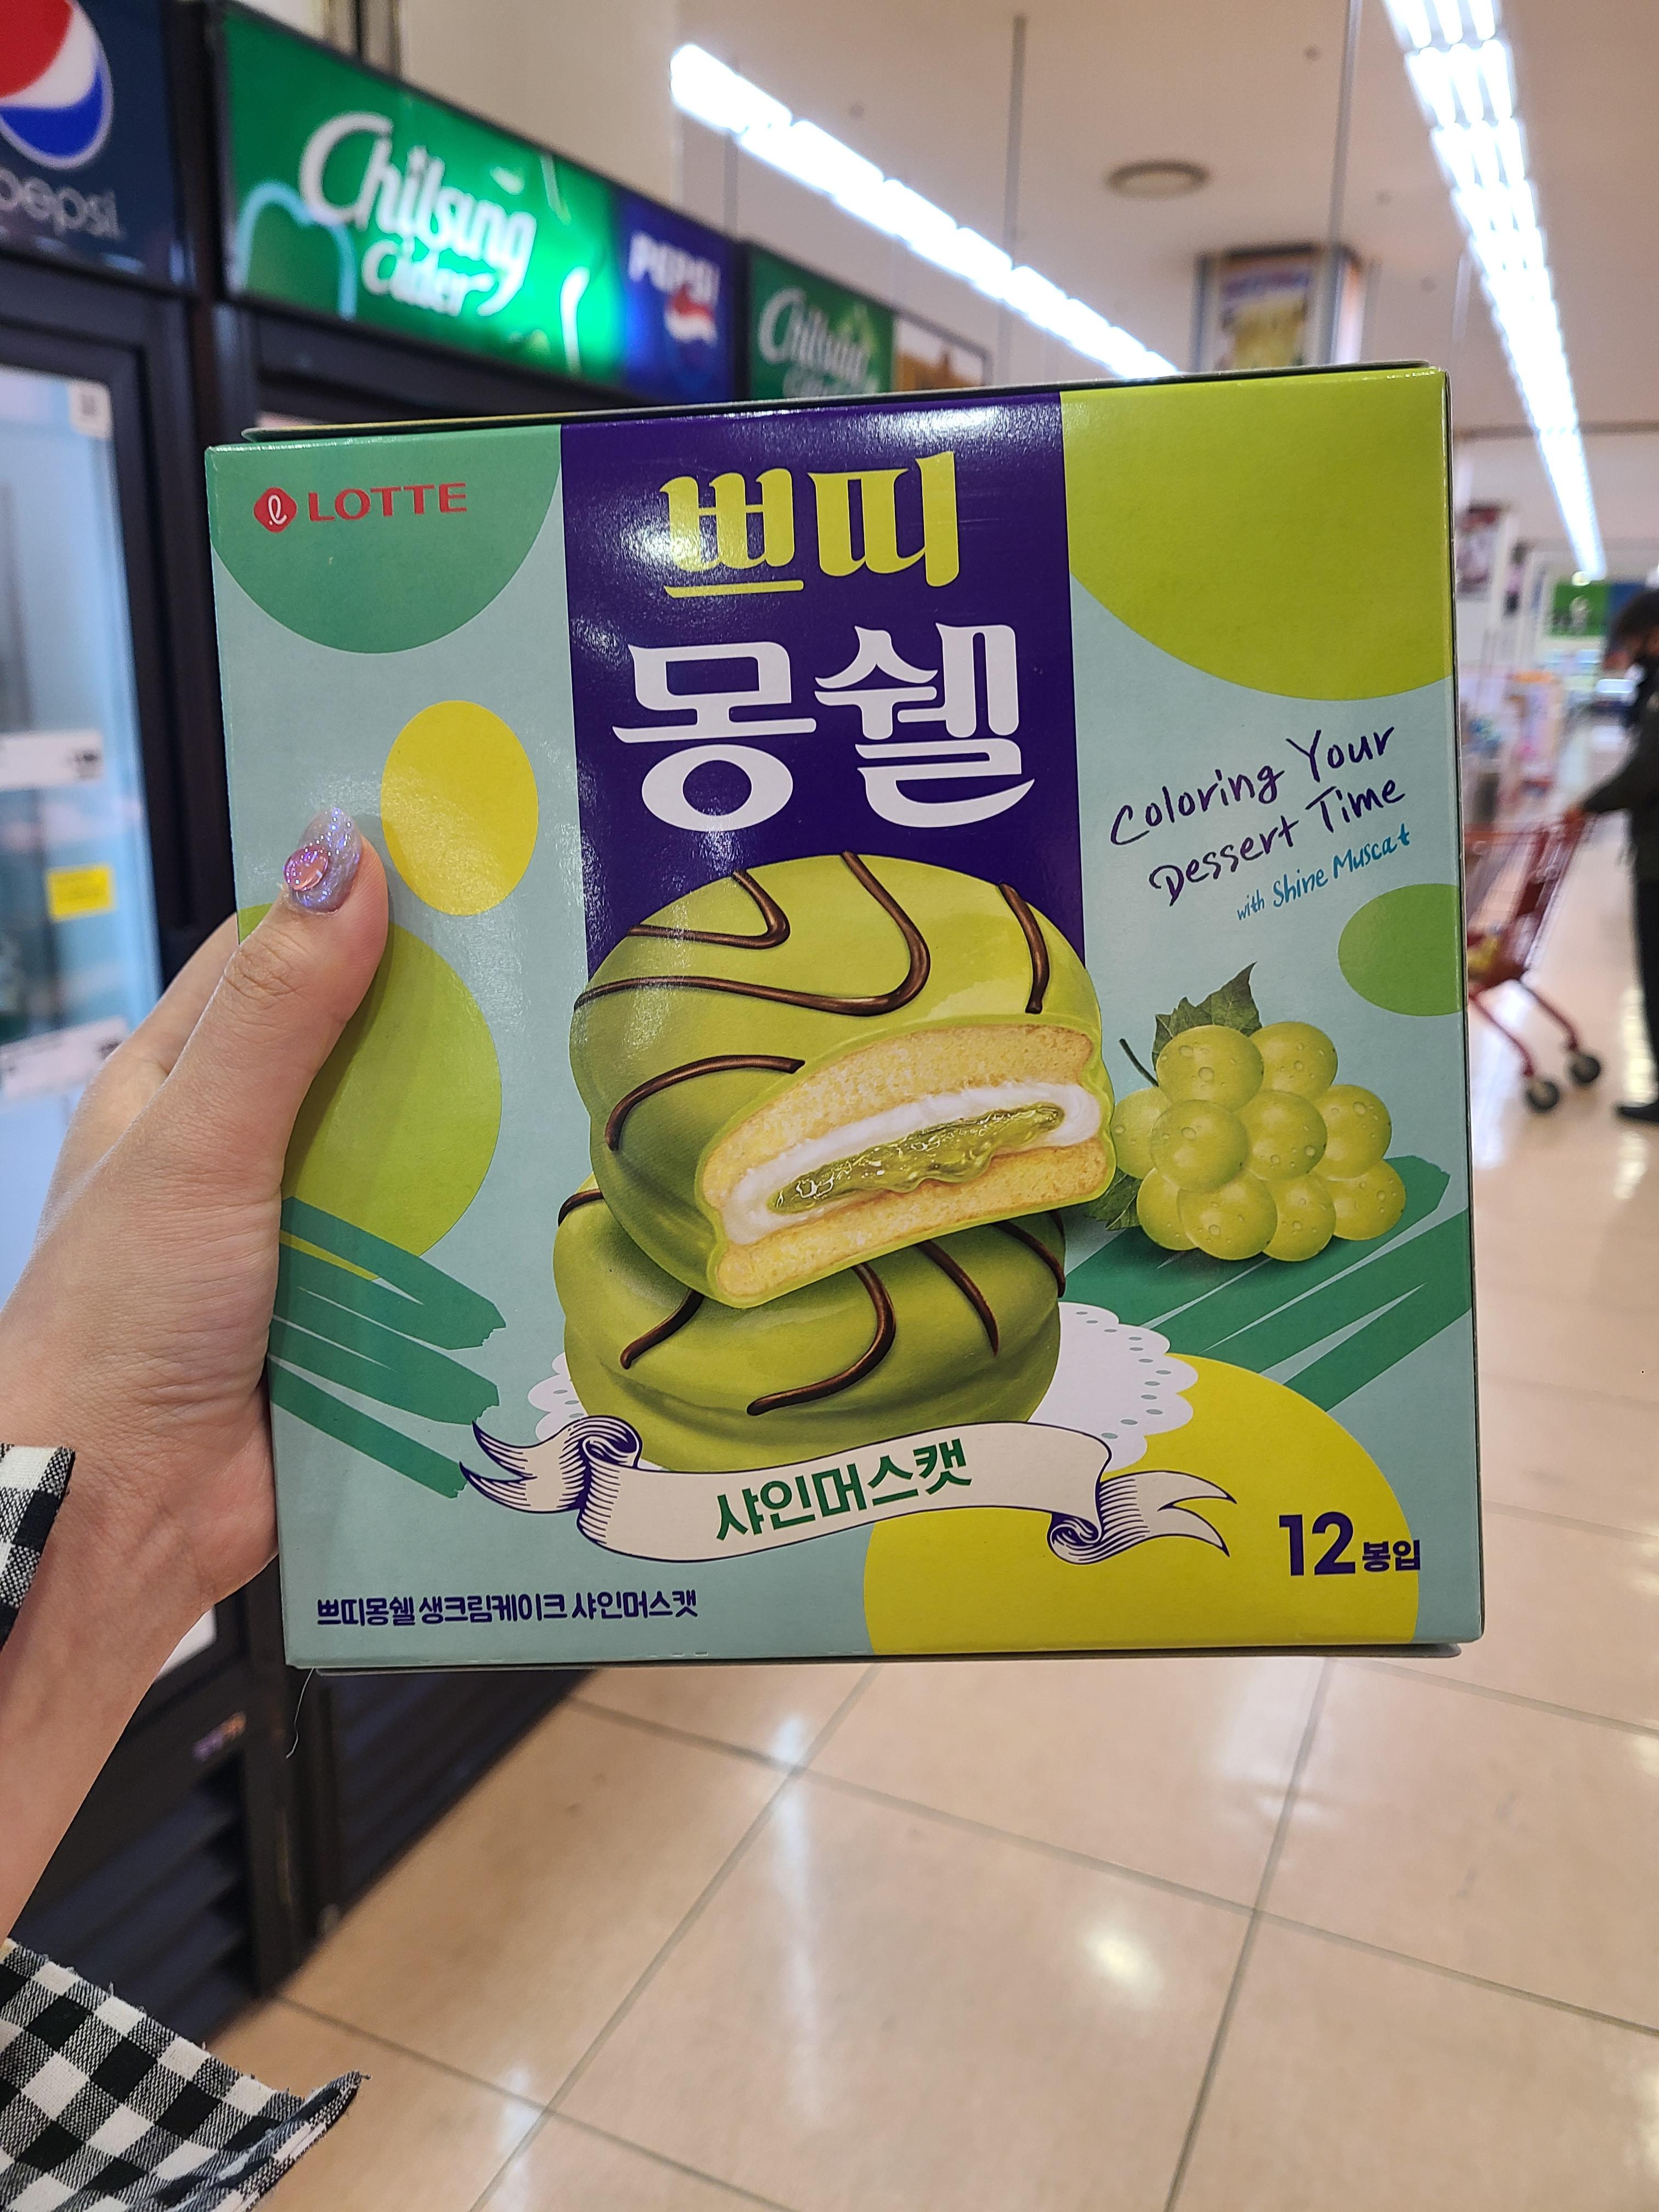 pepsi
Chilsung
Cider
PEPSI
Chilsung
LOTTE
쁘띠
몽쉘
Coloring Your
Dessert Time
with Shine Muscat
샤인머스캣
12봉입
쁘띠몽쉘 생크림케이크 샤인머스캣